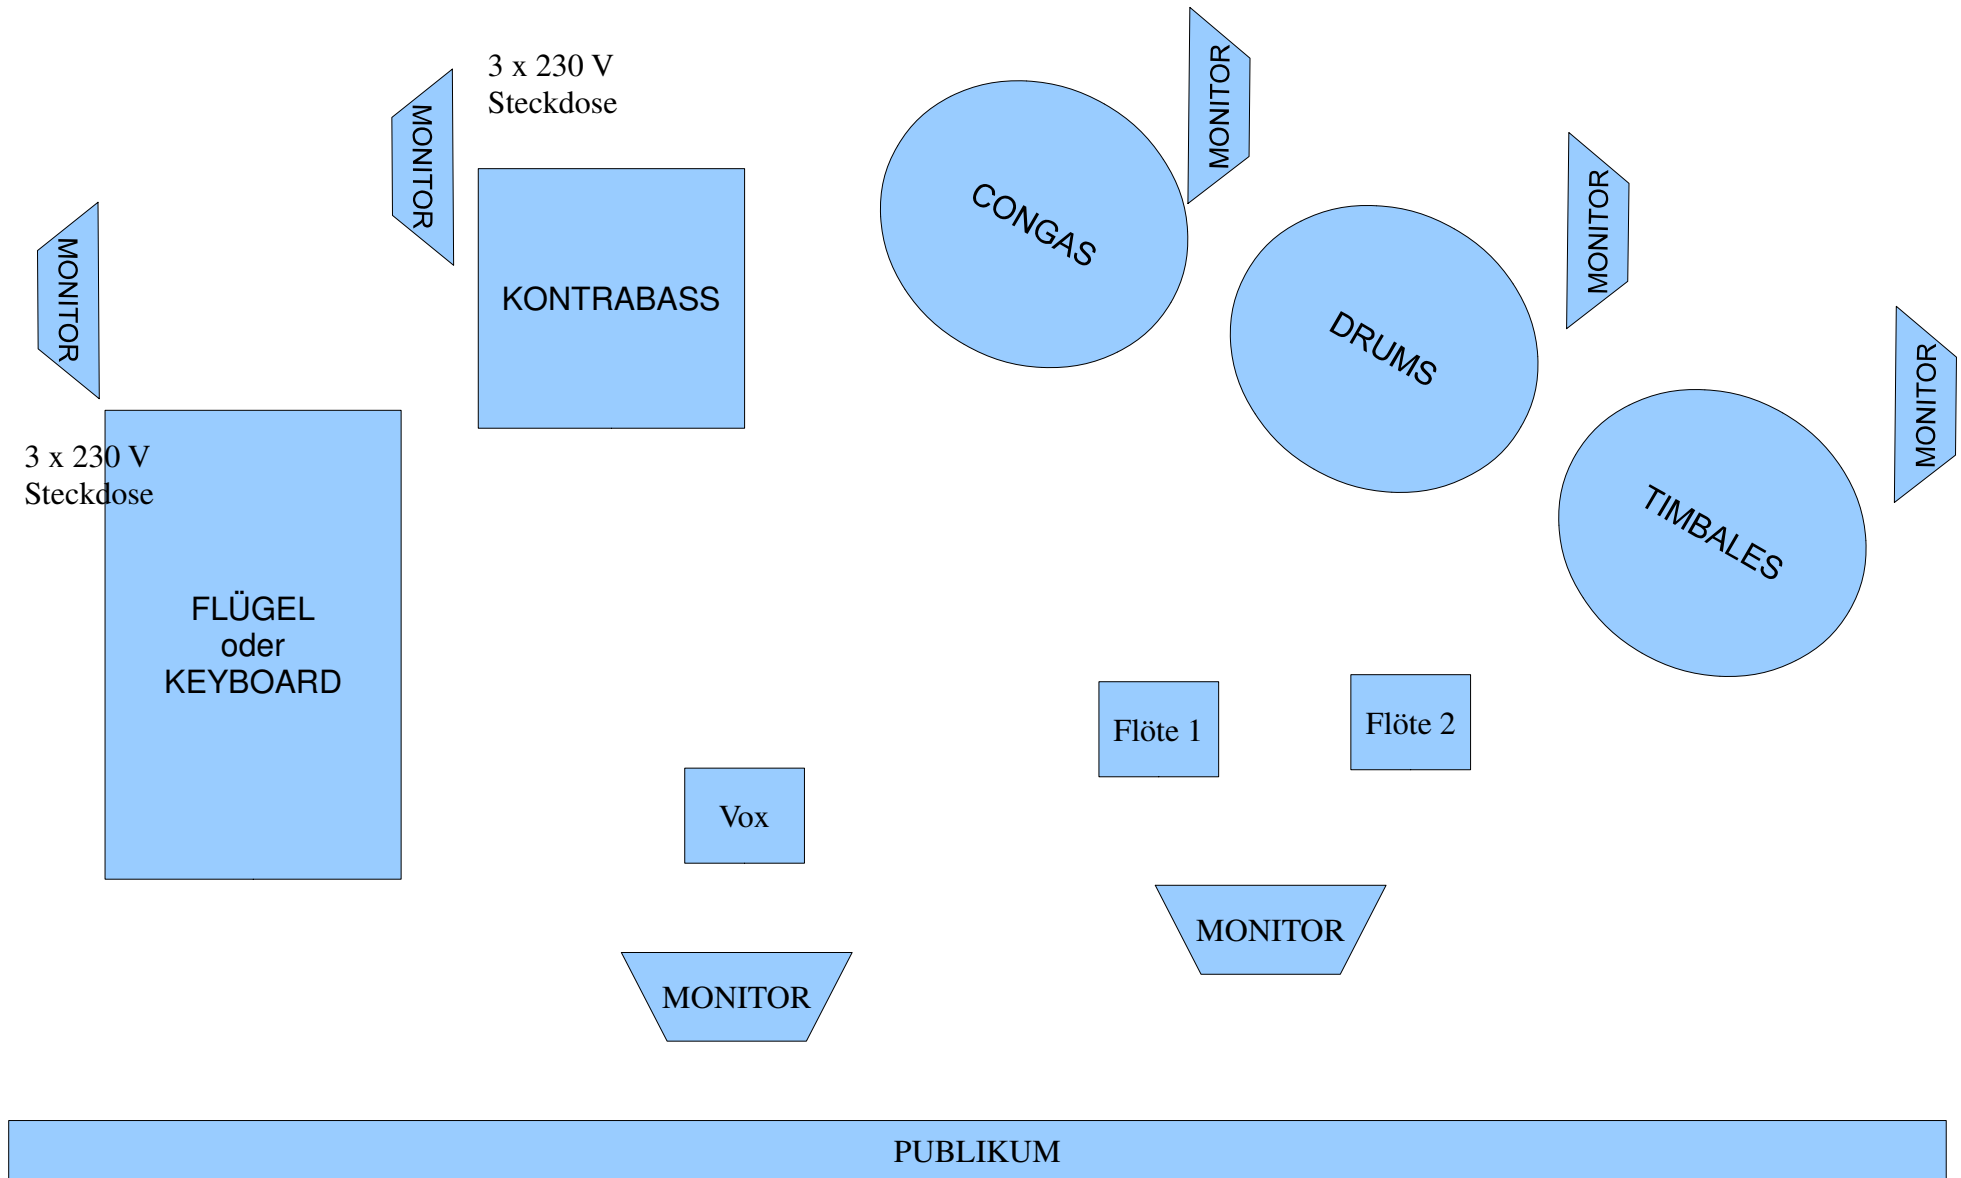 3 x 230 V
Steckdose
MONITOR
MONITOR
MONITOR
KONTRABASS
CONGAS
MONITOR
DRUMS
MONITOR
3 x 230 V
Steckdose
TIMBALES
FLÜGEL
oder
KEYBOARD
Flöte 1
Flöte 2
Vox
MONITOR
MONITOR
PUBLIKUM